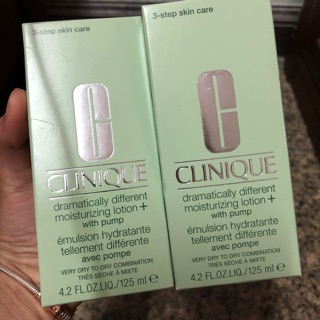 3-step skin care
C
CLINIQUE
dramatically different
moisturizing lotion +
with pump
émulsion hydratante
tellement différente
avec pompe
VERY DRY TO DRY COMBINATION
TRÈS SÈCHE À MIXTE
4.2 FL.OZ.LIQ./125 ml ℮
3-step skin care
C
CLINIQUE
dramatically different
moisturizing lotion +
with pump
émulsion hydratante
tellement différente
avec pompe
VERY DRY TO DRY COMBINATION
TRÈS SÈCHE À MIXTE
4.2 FL.OZ.LIQ./125 ml ℮